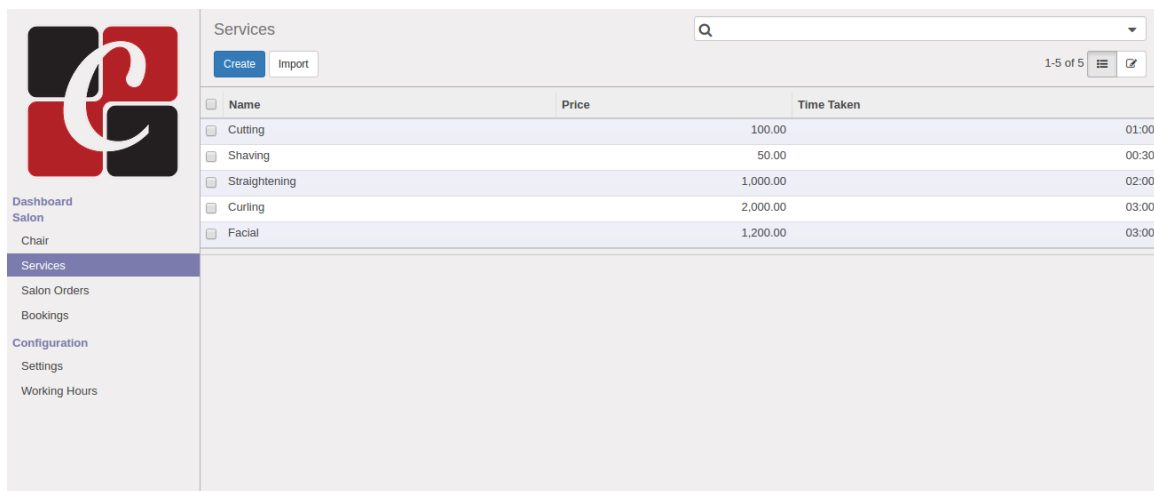 C
Dashboard
Salon
Chair
Services
Salon Orders
Bookings
Configuration
Settings
Working Hours
Services
Create Import
1-5 of 5
Name Price Time Taken
Cutting 100.00 01:00
Shaving 50.00 00:30
Straightening 1,000.00 02:00
Curling 2,000.00 03:00
Facial 1,200.00 03:00